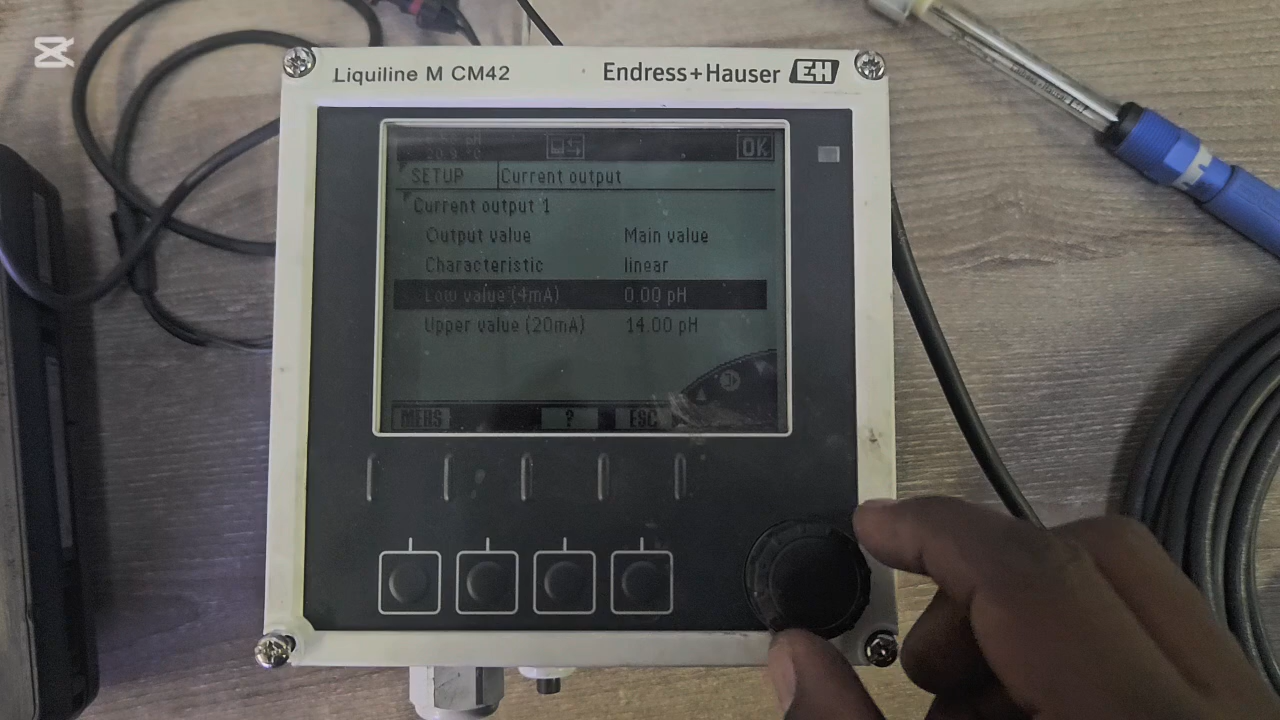 Liquiline M CM42
Endress+Hauser EH
OK
SETUP Current output
Current output 1
Output value Main value
Characteristic linear
Low value (4mA) 0.00 pH
Upper value (20mA) 14.00 pH
MEAS ? ESC